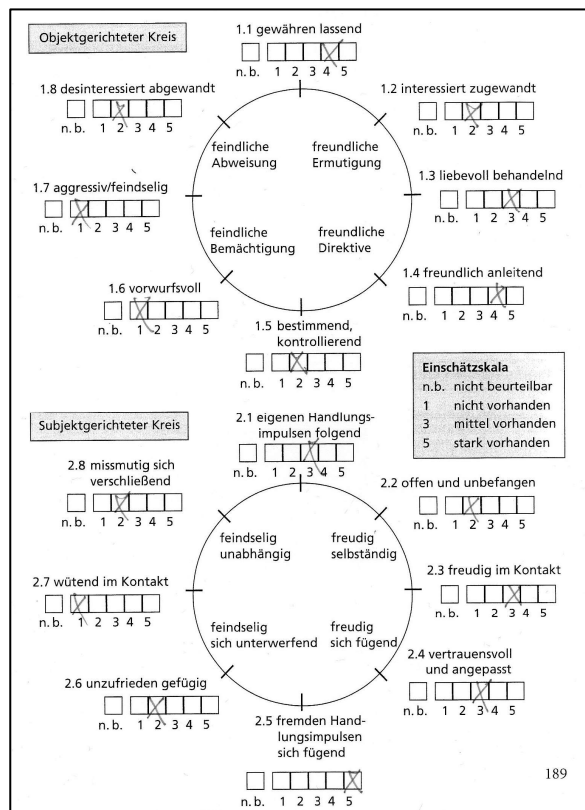 Objektgerichteter Kreis
1.1 gewähren lassend
n.b. 1 2 3 4 5
1.8 desinteressiert abgewandt
n.b. 1 2 3 4 5
1.2 interessiert zugewandt
n.b. 1 2 3 4 5
feindliche
Abweisung
freundliche
Ermutigung
1.7 aggressiv/feindselig
n.b. 1 2 3 4 5
1.3 liebevoll behandelnd
n.b. 1 2 3 4 5
feindliche
Bemächtigung
freundliche
Direktive
1.6 vorwurfsvoll
n.b. 1 2 3 4 5
1.4 freundlich anleitend
n.b. 1 2 3 4 5
1.5 bestimmend,
kontrollierend
n.b. 1 2 3 4 5
Einschätzskala
n.b. nicht beurteilbar
1 nicht vorhanden
3 mittel vorhanden
5 stark vorhanden
Subjektgerichteter Kreis
2.1 eigenen Handlungs-
impulsen folgend
n.b. 1 2 3 4 5
2.8 missmutig sich
verschließend
n.b. 1 2 3 4 5
2.2 offen und unbefangen
n.b. 1 2 3 4 5
feindselig
unabhängig
freudig
selbständig
2.7 wütend im Kontakt
n.b. 1 2 3 4 5
2.3 freudig im Kontakt
n.b. 1 2 3 4 5
feindselig
sich unterwerfend
freudig
sich fügend
2.6 unzufrieden gefügig
n.b. 1 2 3 4 5
2.4 vertrauensvoll
und angepasst
n.b. 1 2 3 4 5
2.5 fremden Hand-
lungsimpulsen
sich fügend
n.b. 1 2 3 4 5
189